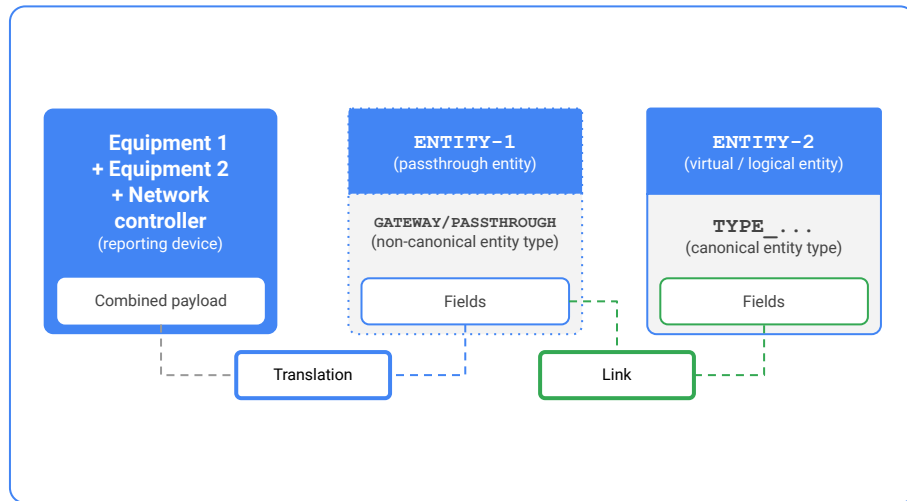 Equipment 1
+ Equipment 2
+ Network
controller
(reporting device)
Combined payload
ENTITY-1
(passthrough entity)
GATEWAY/PASSTHROUGH
(non-canonical entity type)
Fields
ENTITY-2
(virtual / logical entity)
TYPE_...
(canonical entity type)
Fields
Translation
Link